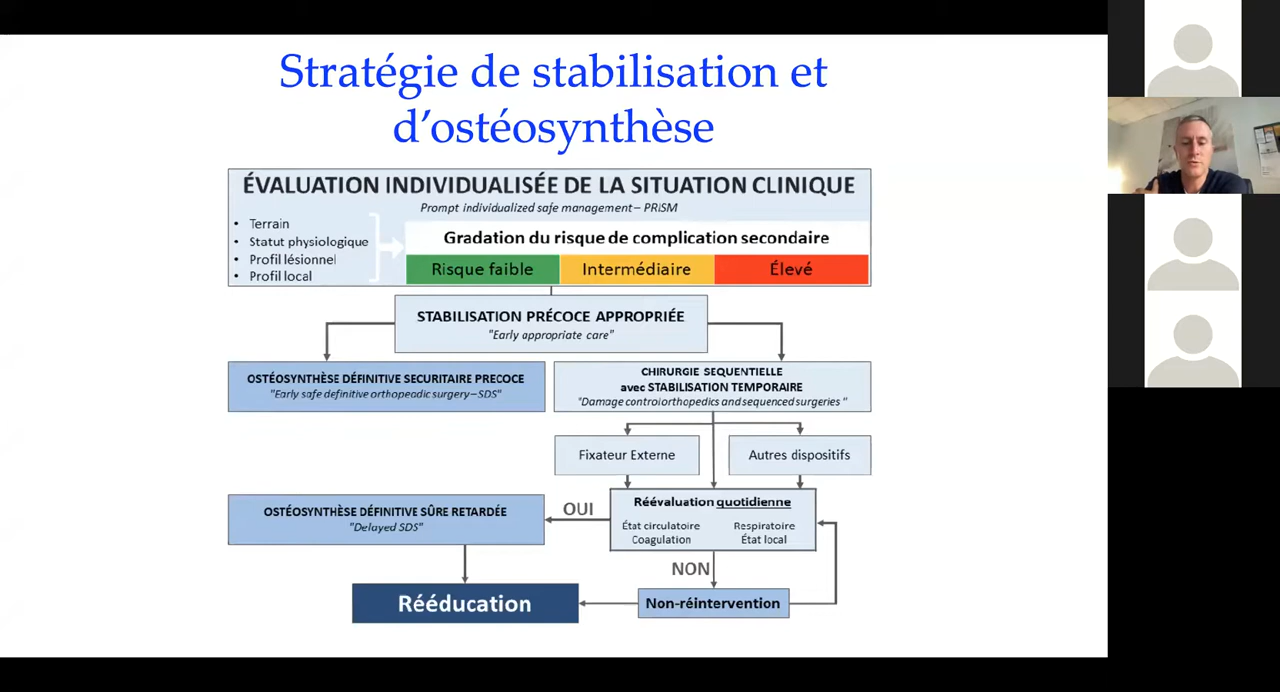 Stratégie de stabilisation et
d'ostéosynthèse
ÉVALUATION INDIVIDUALISÉE DE LA SITUATION CLINIQUE
Prompt individualized safe management – PRISM
• Terrain
• Statut physiologique
• Profil lésionnel
• Profil local
Gradation du risque de complication secondaire
Risque faible
Intermédiaire
Élevé
STABILISATION PRÉCOCE APPROPRIÉE
"Early appropriate care"
OSTÉOSYNTHÈSE DÉFINITIVE SECURITAIRE PRECOCE
"Early safe definitive orthopeadic surgery – SDS"
CHIRURGIE SEQUENTIELLE
avec STABILISATION TEMPORAIRE
"Damage control orthopedics and sequenced surgeries "
Fixateur Externe
Autres dispositifs
Réévaluation quotidienne
État circulatoire
Respiratoire
Coagulation
État local
OUI
OSTÉOSYNTHÈSE DÉFINITIVE SÛRE RETARDÉE
"Delayed SDS"
NON
Non-réintervention
Rééducation